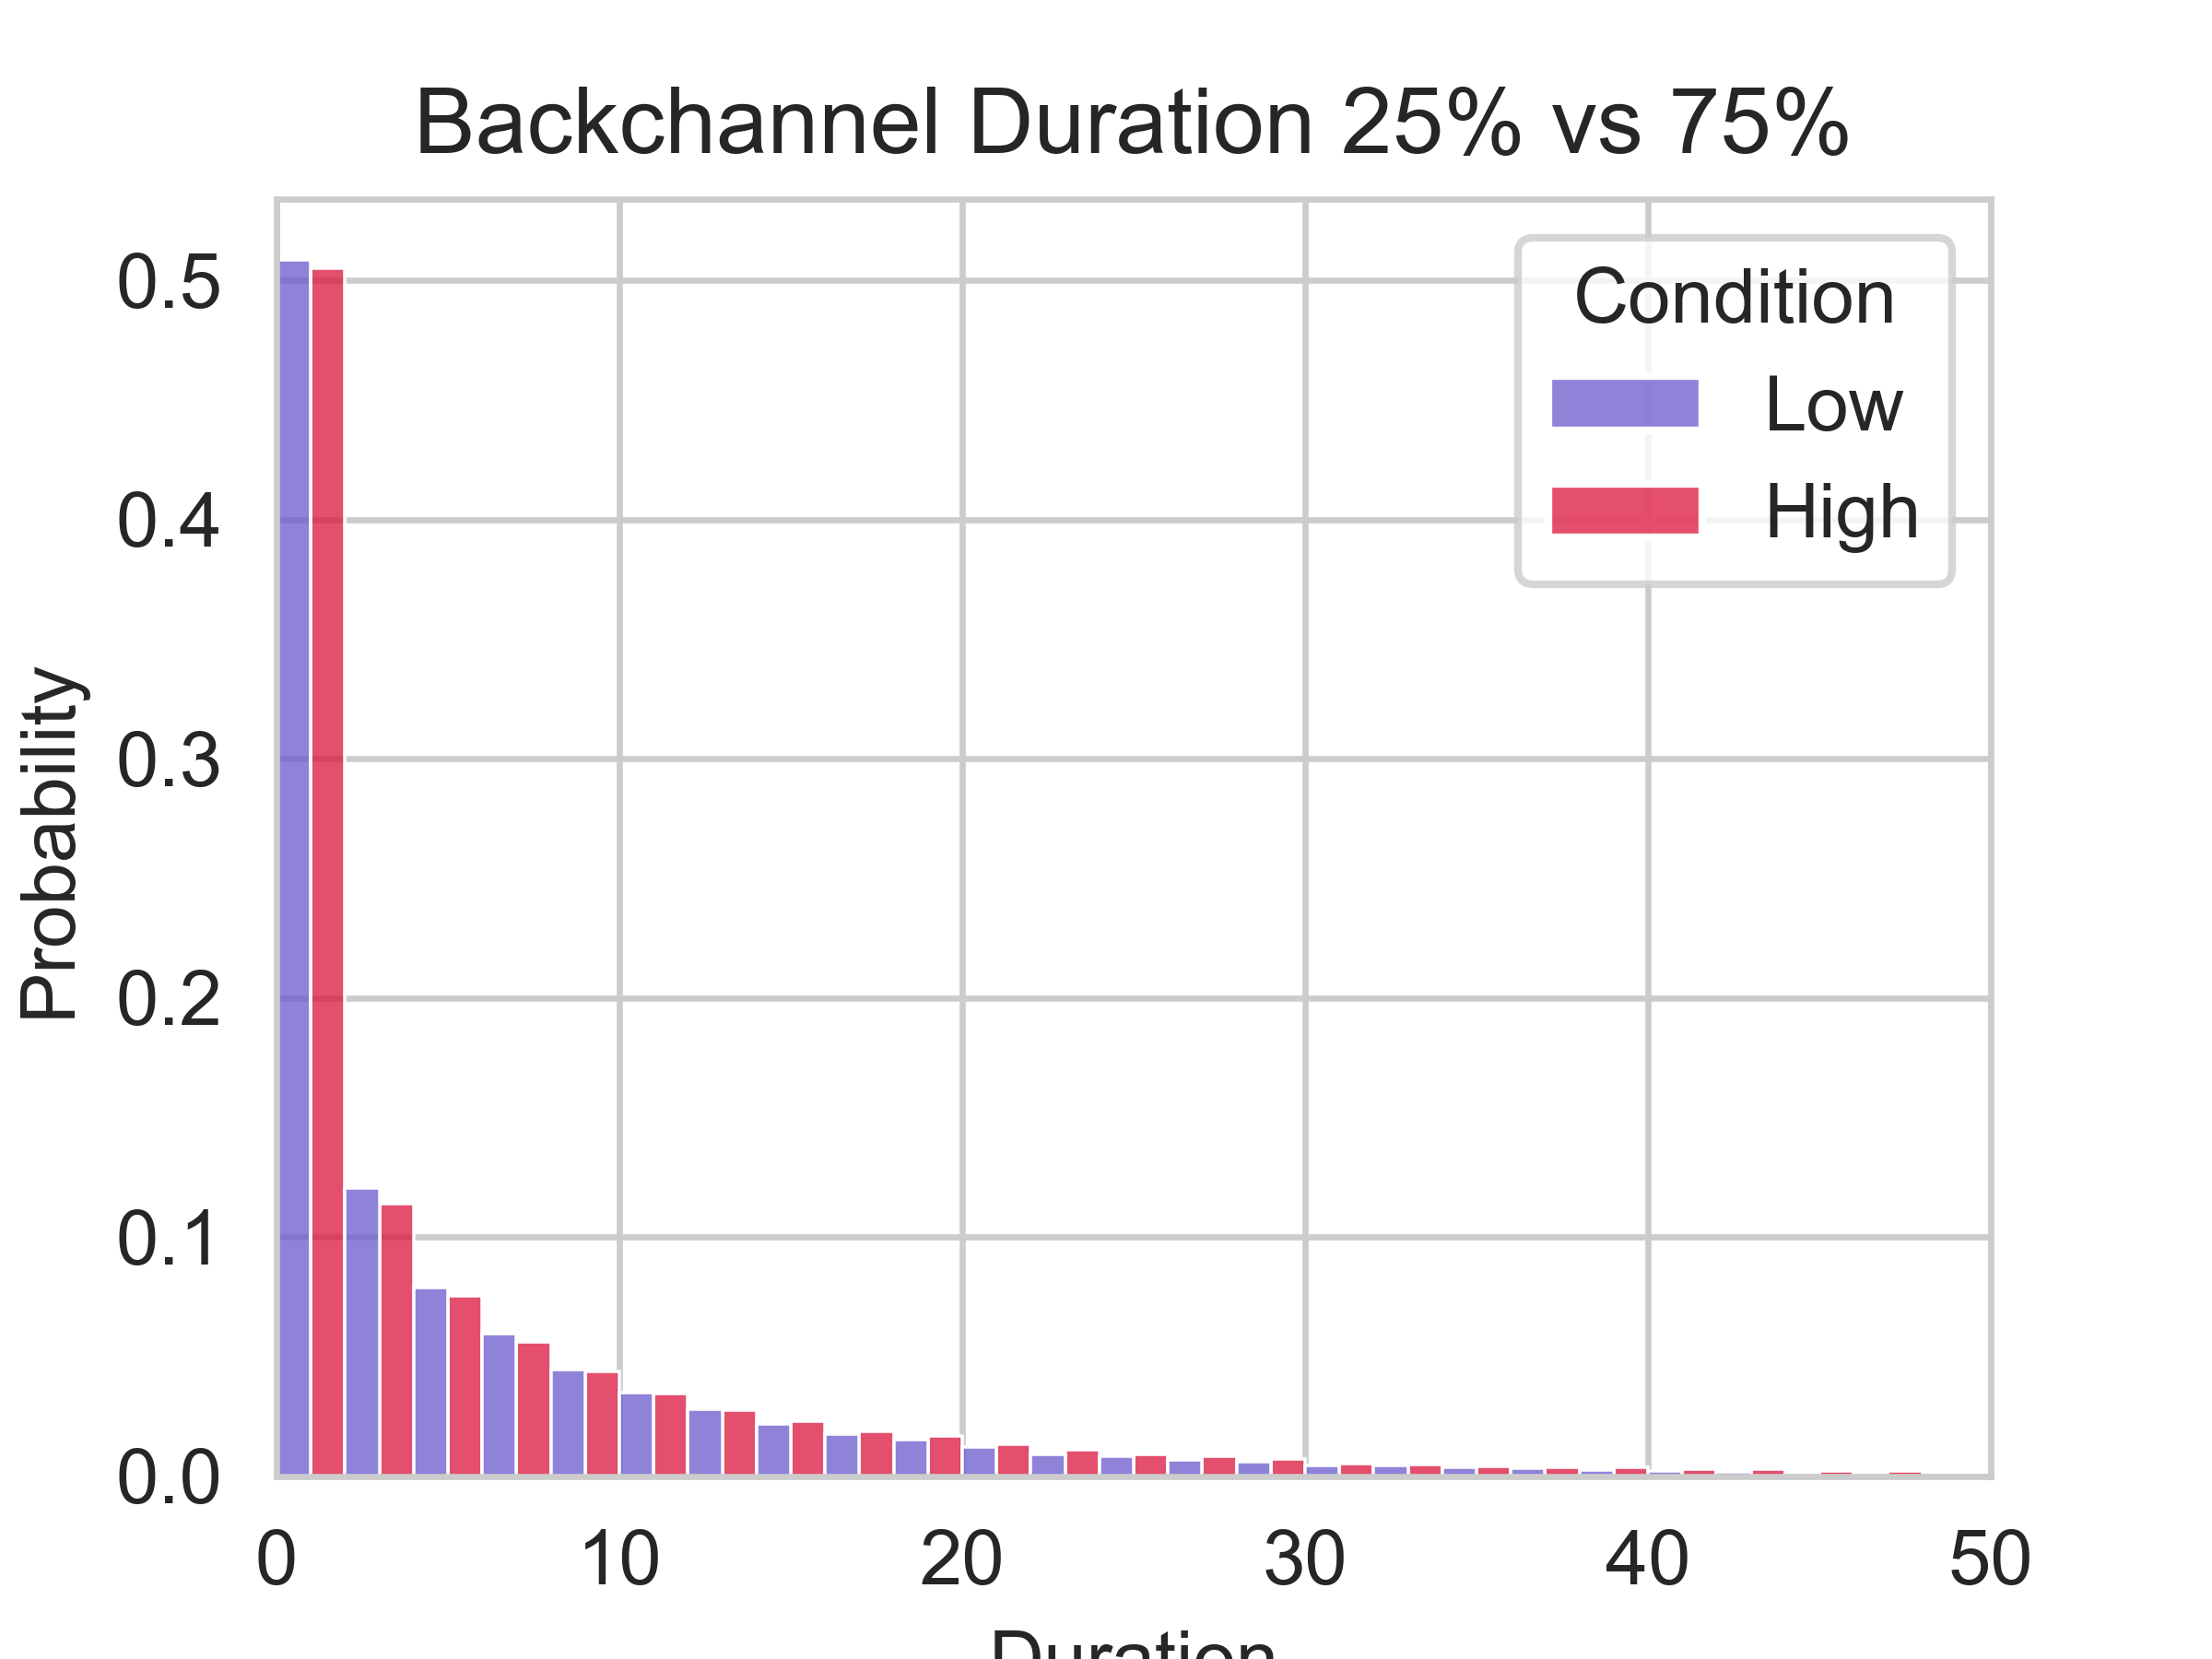 Backchannel Duration 25% vs 75%
Condition
Low
High
Probability
0.5
0.4
0.3
0.2
0.1
0.0
0 10 20 30 40 50
Duration